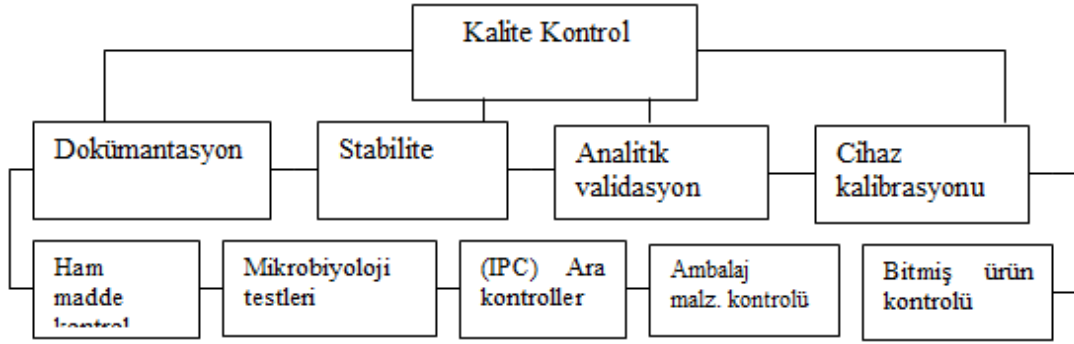 Kalite Kontrol
Dokümantasyon
Stabilite
Analitik
validasyon
Cihaz
kalibrasyonu
Ham
madde
kontrol
Mikrobiyoloji
testleri
(IPC) Ara
kontroller
Ambalaj
malz. kontrolü
Bitmiş ürün
kontrolü